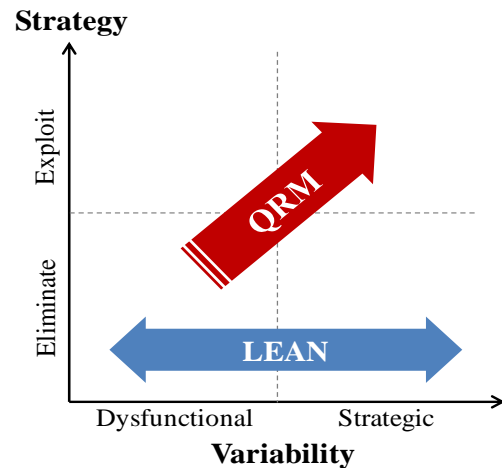 Strategy
Exploit
QRM
Eliminate
LEAN
Dysfunctional
Strategic
Variability